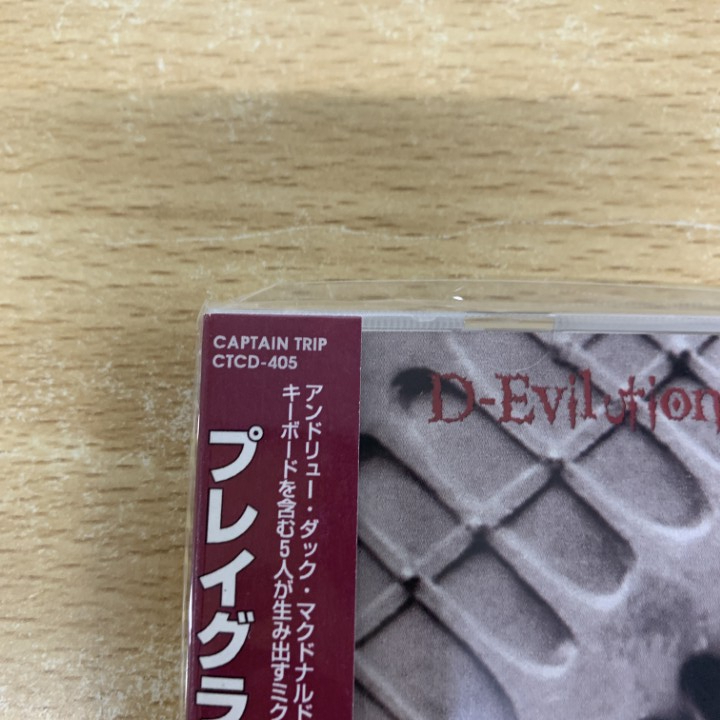 CAPTAIN TRIP
CTCD-405
アンドリュー・ダック・マクドナルド
キーボードを含む5人が生み出すミク
プレイグラ
D-Evilution